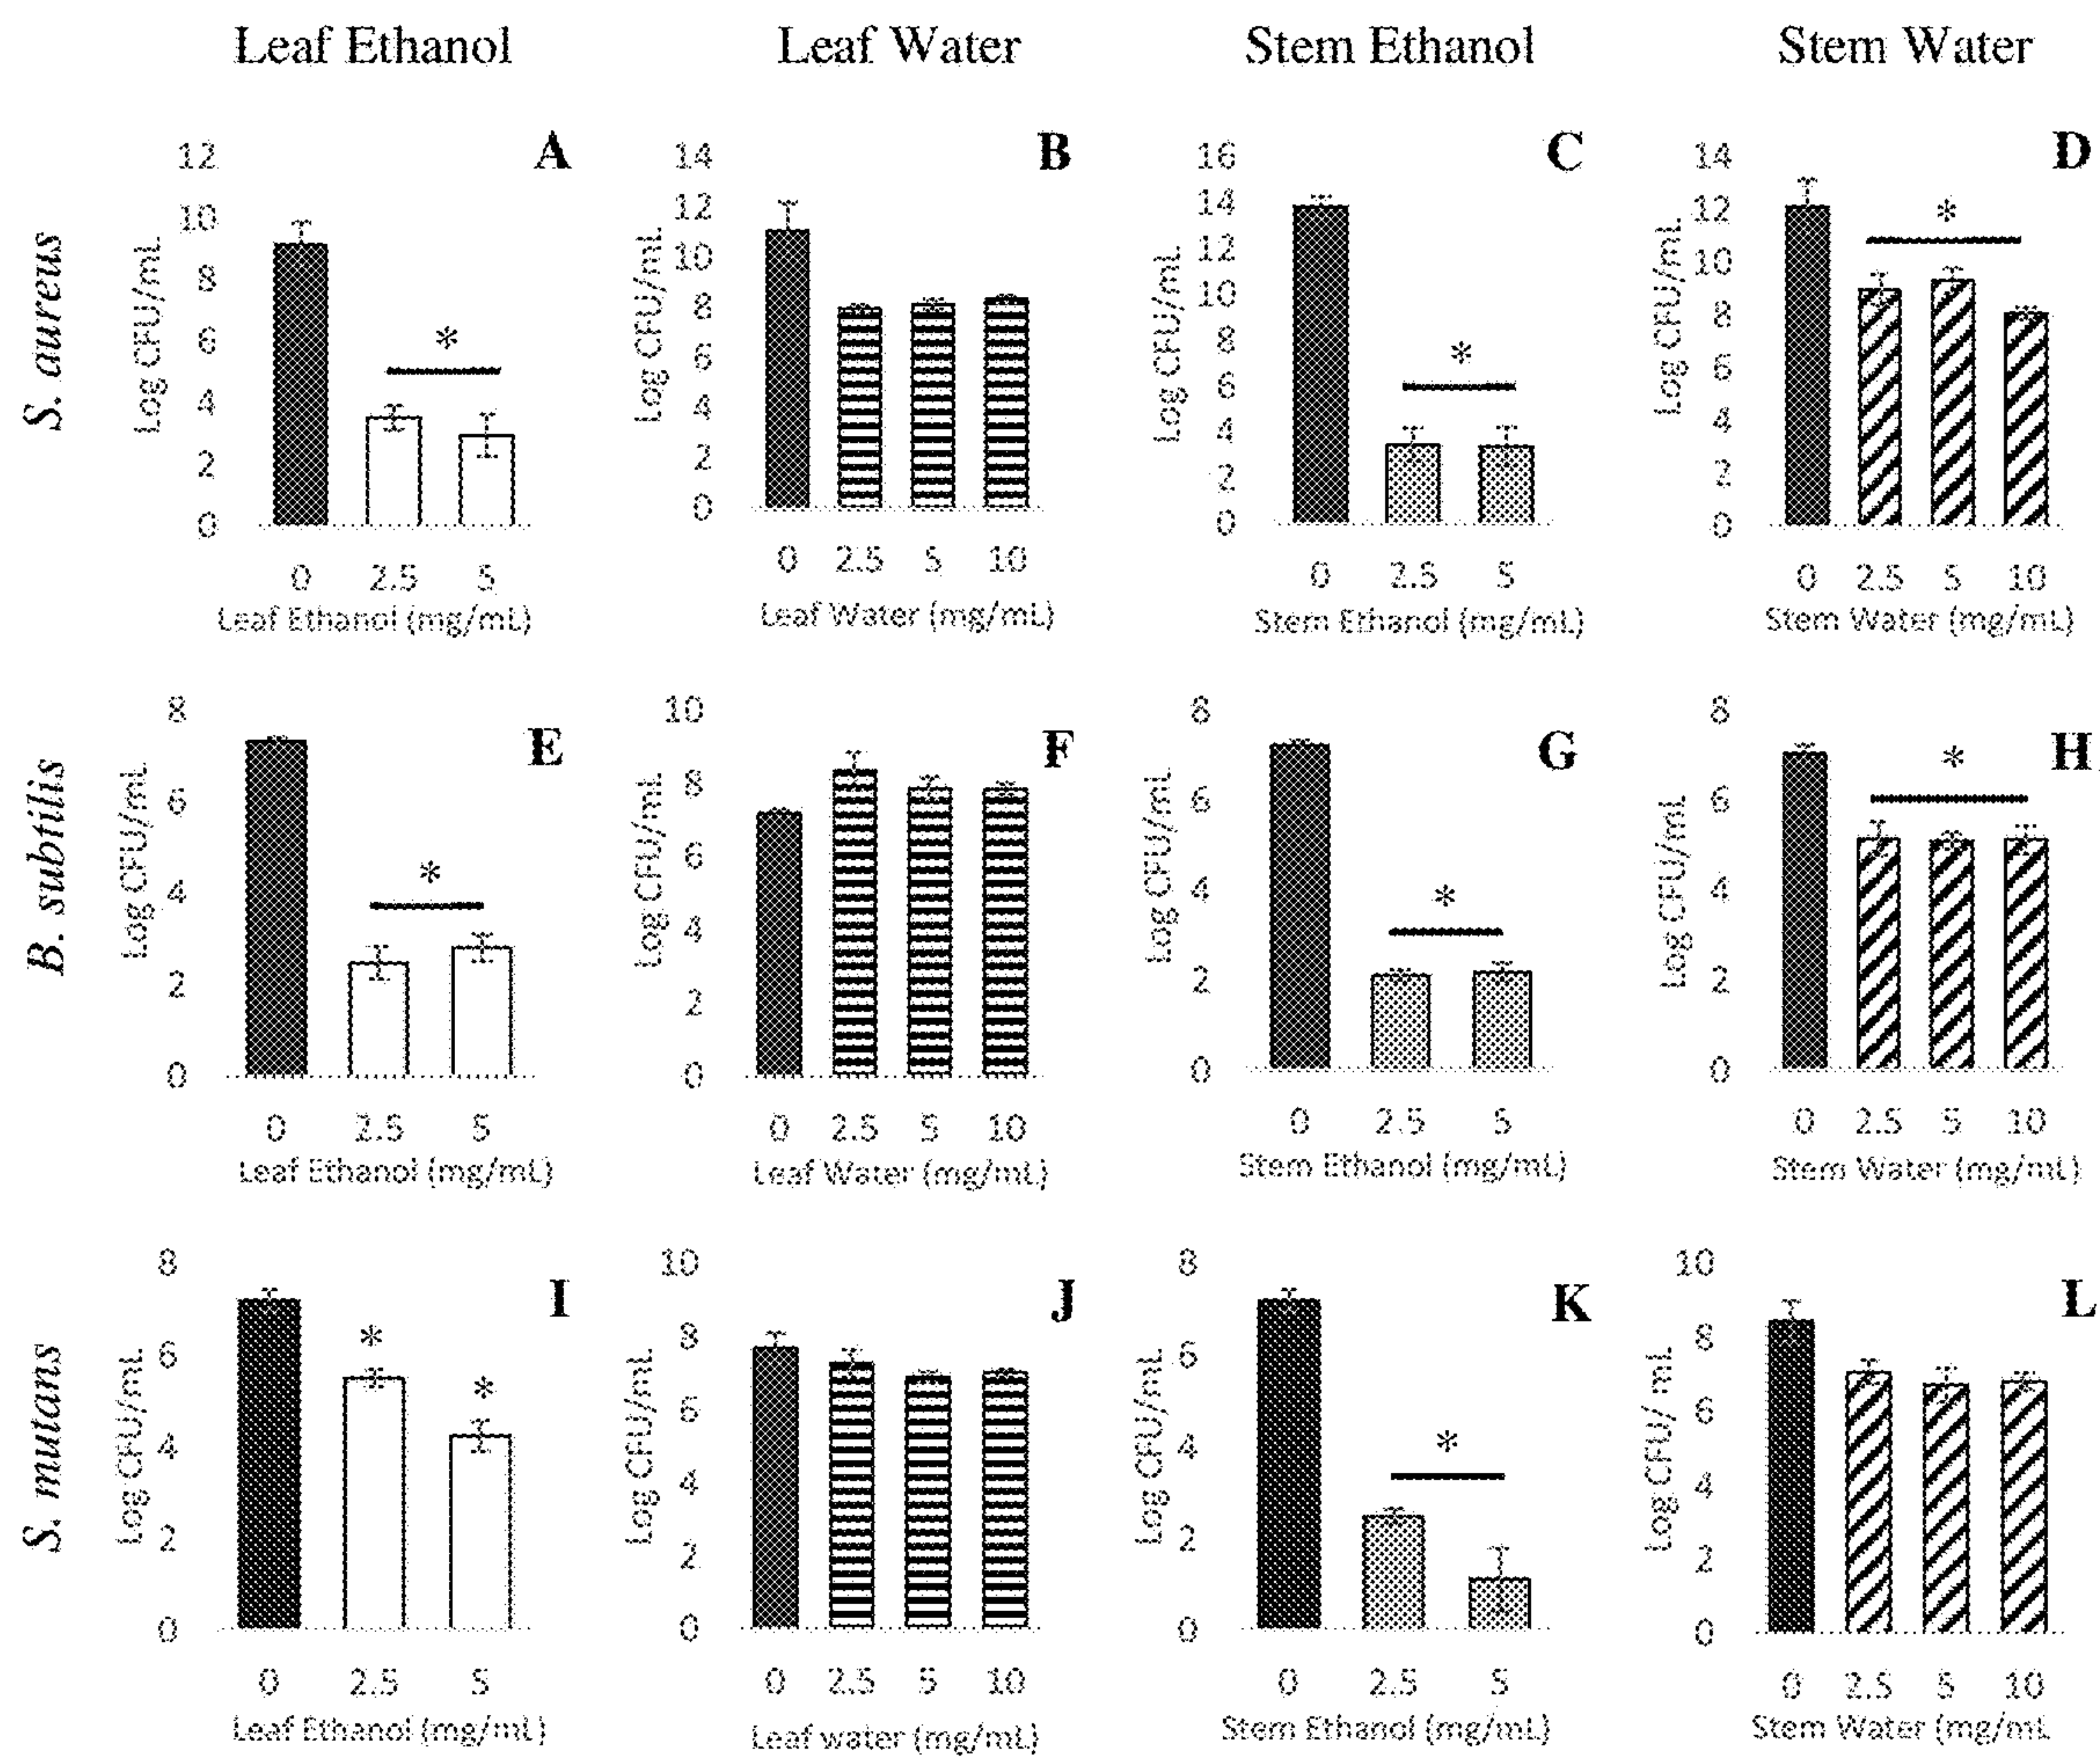 Leaf Ethanol Leaf Water Stem Ethanol Stem Water
S. aureus
A
12
10
8
6
4
2
0
Log CFU/mL
*
0 2.5 5
Leaf Ethanol (mg/mL)
B
14
12
10
8
6
4
2
0
Log CFU/mL
0 2.5 5 10
Leaf Water (mg/mL)
C
16
14
12
10
8
6
4
2
0
Log CFU/mL
*
0 2.5 5
Stem Ethanol (mg/mL)
D
14
12
10
8
6
4
2
0
Log CFU/mL
*
0 2.5 5 10
Stem Water (mg/mL)
B. subtilis
E
8
6
4
2
0
Log CFU/mL
*
0 2.5 5
Leaf Ethanol (mg/mL)
F
10
8
6
4
2
0
Log CFU/mL
0 2.5 5 10
Leaf Water (mg/mL)
G
8
6
4
2
0
Log CFU/mL
*
0 2.5 5
Stem Ethanol (mg/mL)
H
8
6
4
2
0
Log CFU/mL
*
0 2.5 5 10
Stem Water (mg/mL)
S. mutans
I
8
6
4
2
0
Log CFU/mL
*
*
0 2.5 5
Leaf Ethanol (mg/mL)
J
10
8
6
4
2
0
Log CFU/mL
0 2.5 5 10
Leaf water (mg/mL)
K
8
6
4
2
0
Log CFU/mL
*
0 2.5 5
Stem Ethanol (mg/mL)
L
10
8
6
4
2
0
Log CFU/ mL
0 2.5 5 10
Stem Water (mg/mL